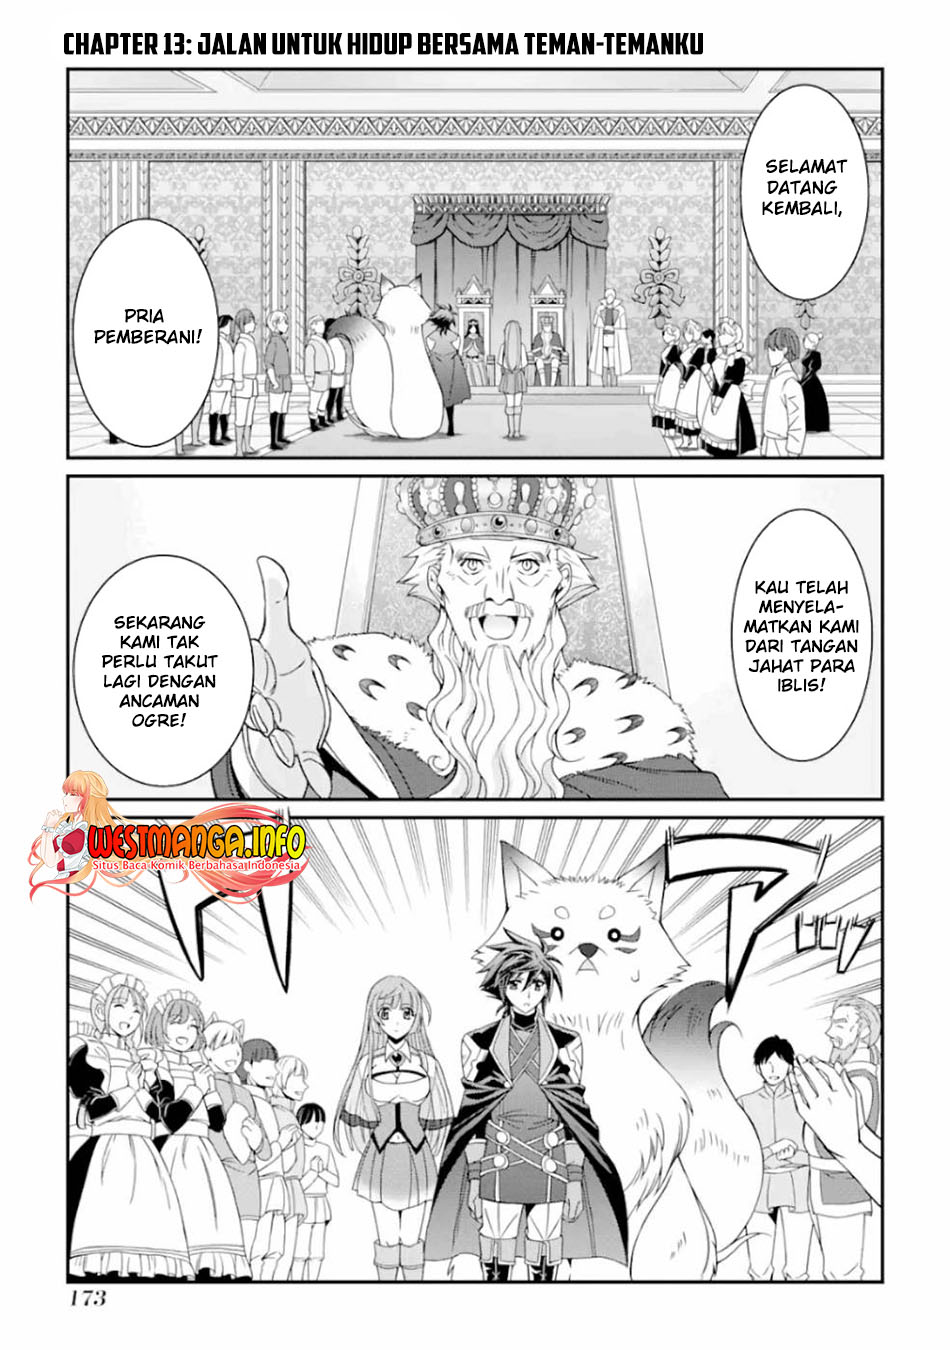 CHAPTER 13: JALAN UNTUK HIDUP BERSAMA TEMAN-TEMANKU
SELAMAT
DATANG
KEMBALI,
PRIA
PEMBERANI!
KAU TELAH
MENYELA-
MATKAN KAMI
DARI TANGAN
JAHAT PARA
IBLIS!
SEKARANG
KAMI TAK
PERLU TAKUT
LAGI DENGAN
ANCAMAN
OGRE!
WESTMANGA.INFO
Situs Baca Komik Berbahasa Indonesia
173